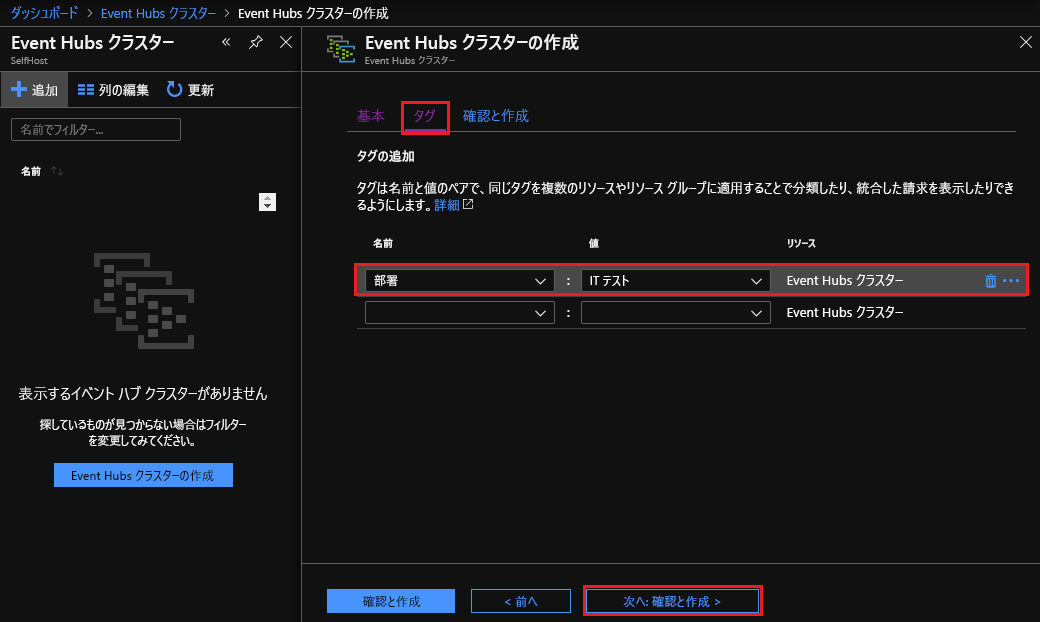 ダッシュボード > Event Hubs クラスター > Event Hubs クラスターの作成
Event Hubs クラスター
SelfHost
追加 列の編集 更新
名前でフィルター...
名前
表示するイベント ハブ クラスターがありません
探しているものが見つからない場合はフィルター
を変更してみてください。
Event Hubs クラスターの作成
Event Hubs クラスターの作成
Event Hubs クラスター
基本 タグ 確認と作成
タグの追加
タグは名前と値のペアで、同じタグを複数のリソースやリソース グループに適用することで分類したり、統合した請求を表示したりでき
るようにします。詳細
名前 値 リソース
部署 : IT テスト Event Hubs クラスター
: Event Hubs クラスター
確認と作成 < 前へ 次へ: 確認と作成 >